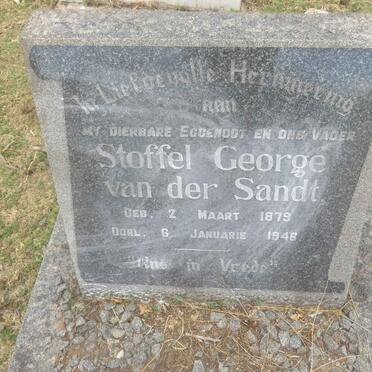 In Liefdevolle Herinnering
aan
my dierbare Eggenoot en ons Vader
Stoffel George
van der Sandt.
Geb. 2 Maart 1879
Oorl. 6 Januarie 1948
"Rus in Vrede"